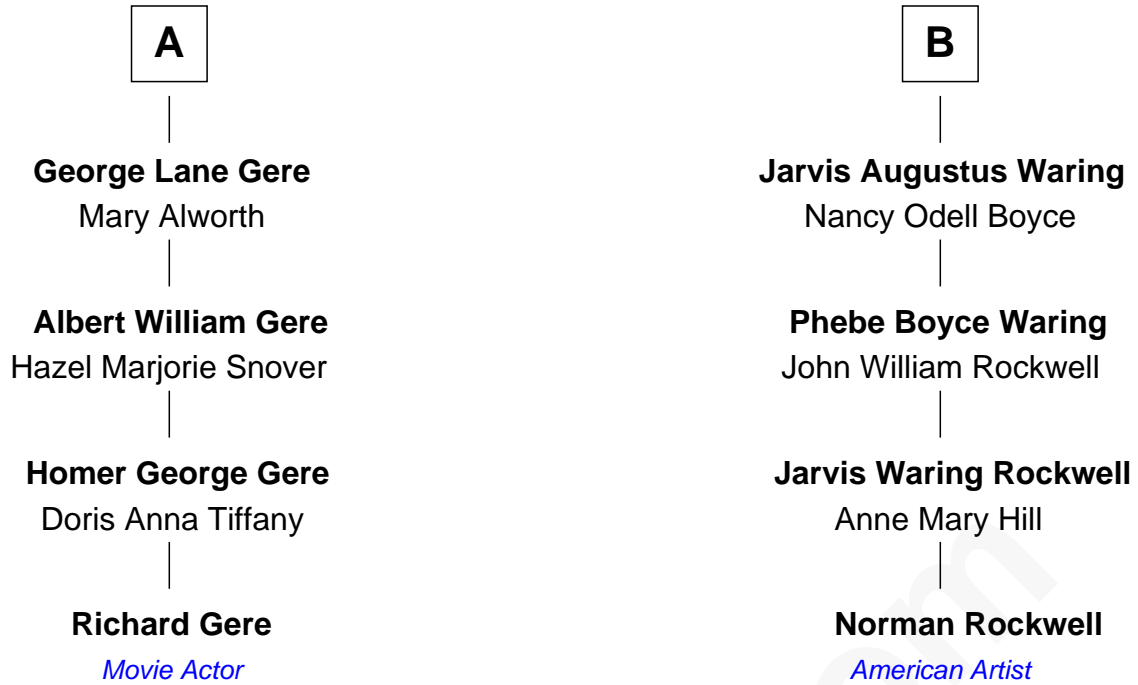 A
George Lane Gere
Mary Alworth
Albert William Gere
Hazel Marjorie Snover
Homer George Gere
Doris Anna Tiffany
Richard Gere
Movie Actor
B
Jarvis Augustus Waring
Nancy Odell Boyce
Phebe Boyce Waring
John William Rockwell
Jarvis Waring Rockwell
Anne Mary Hill
Norman Rockwell
American Artist